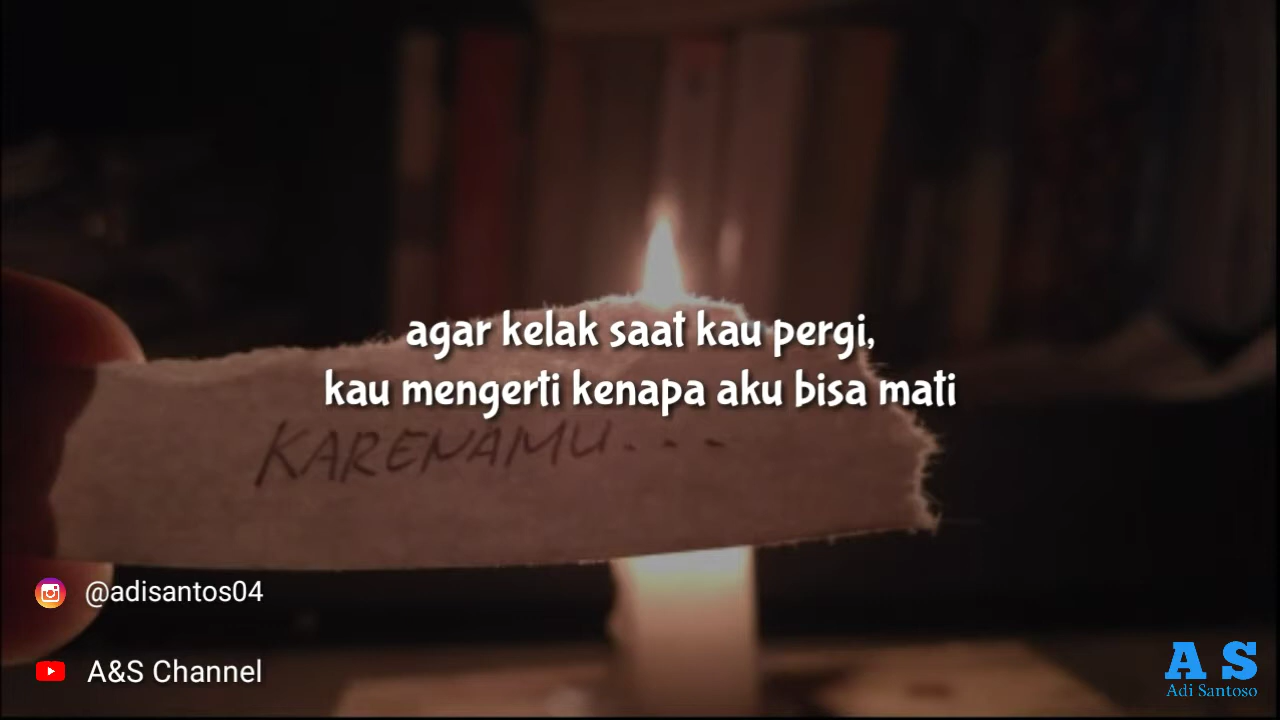 agar kelak saat kau pergi,
kau mengerti kenapa aku bisa mati
KARENAMU...
@adisantos04
A&S Channel
A S
Adi Santoso